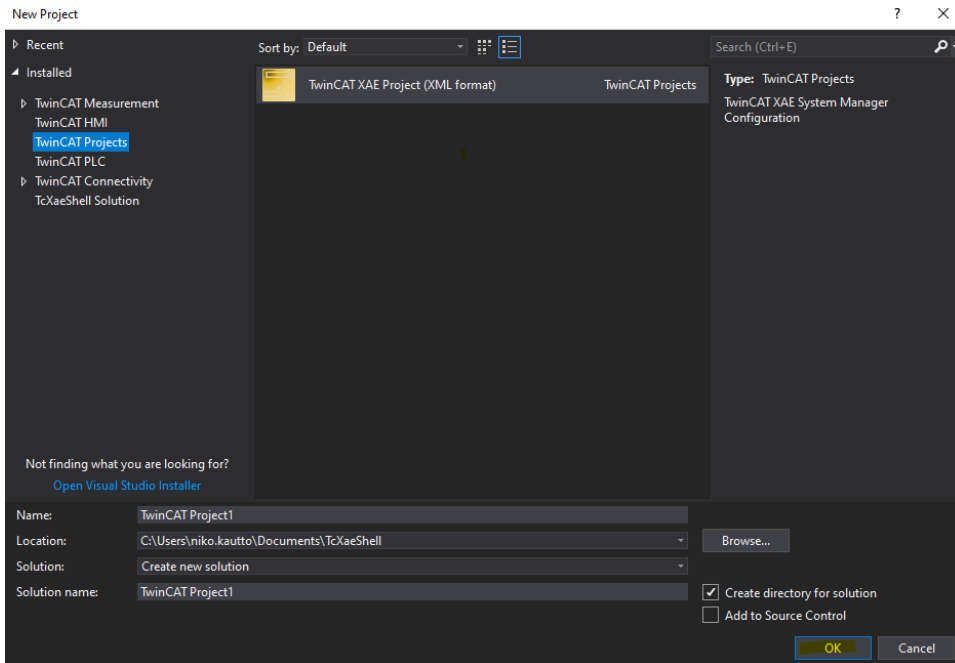 New Project
? ×
Recent
Sort by: Default
Search (Ctrl+E)
Installed
TwinCAT Measurement
TwinCAT HMI
TwinCAT Projects
TwinCAT PLC
TwinCAT Connectivity
TcXaeShell Solution
TwinCAT XAE Project (XML format) TwinCAT Projects
Type: TwinCAT Projects
TwinCAT XAE System Manager
Configuration
Not finding what you are looking for?
Open Visual Studio Installer
Name: TwinCAT Project1
Location: C:\Users\niko.kautto\Documents\TcXaeShell
Browse...
Solution: Create new solution
Solution name: TwinCAT Project1
Create directory for solution
Add to Source Control
OK Cancel